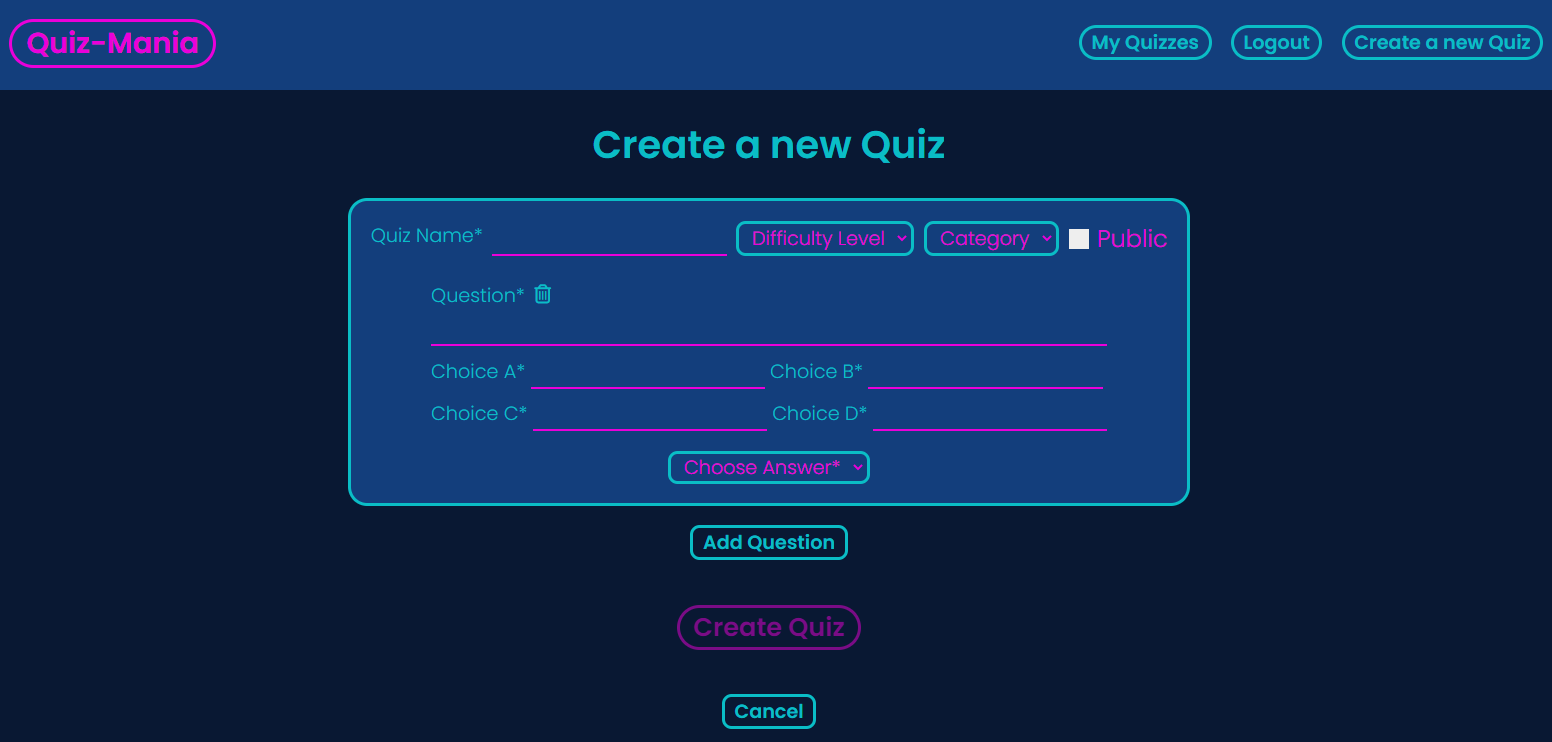 Quiz-Mania
My Quizzes Logout Create a new Quiz
Create a new Quiz
Quiz Name* Difficulty Level Category Public
Question*
Choice A* Choice B*
Choice C* Choice D*
Choose Answer*
Add Question
Create Quiz
Cancel